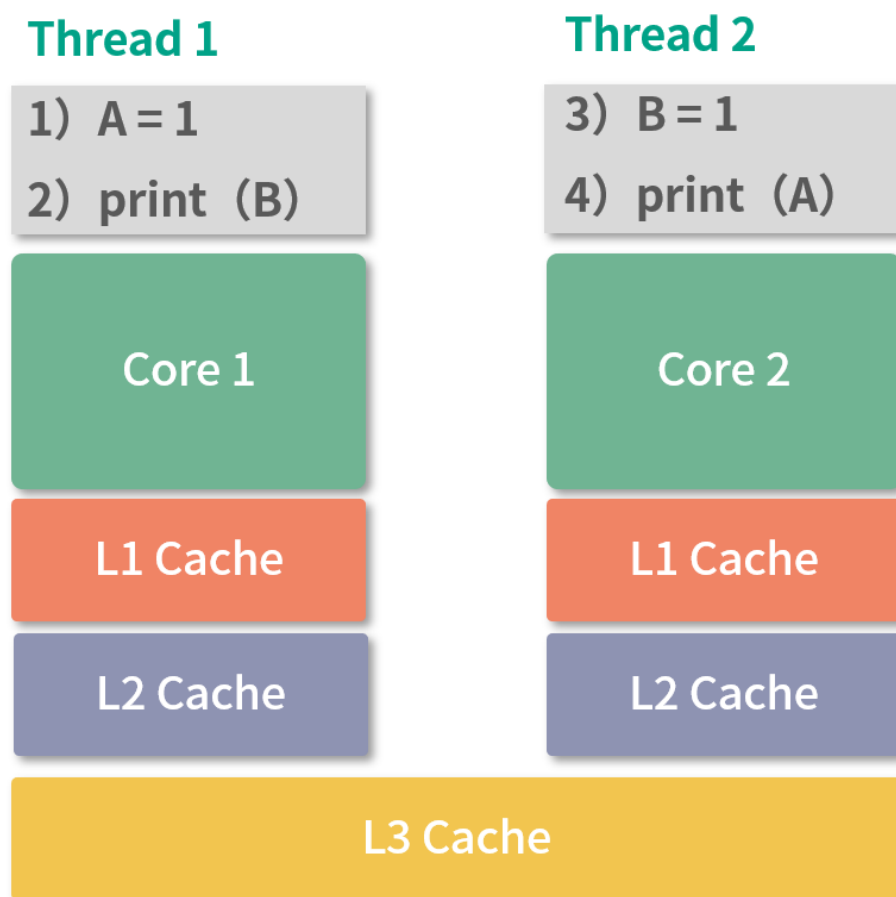 Thread 1
1）A = 1
2）print（B）
Core 1
L1 Cache
L2 Cache
Thread 2
3）B = 1
4）print（A）
Core 2
L1 Cache
L2 Cache
L3 Cache